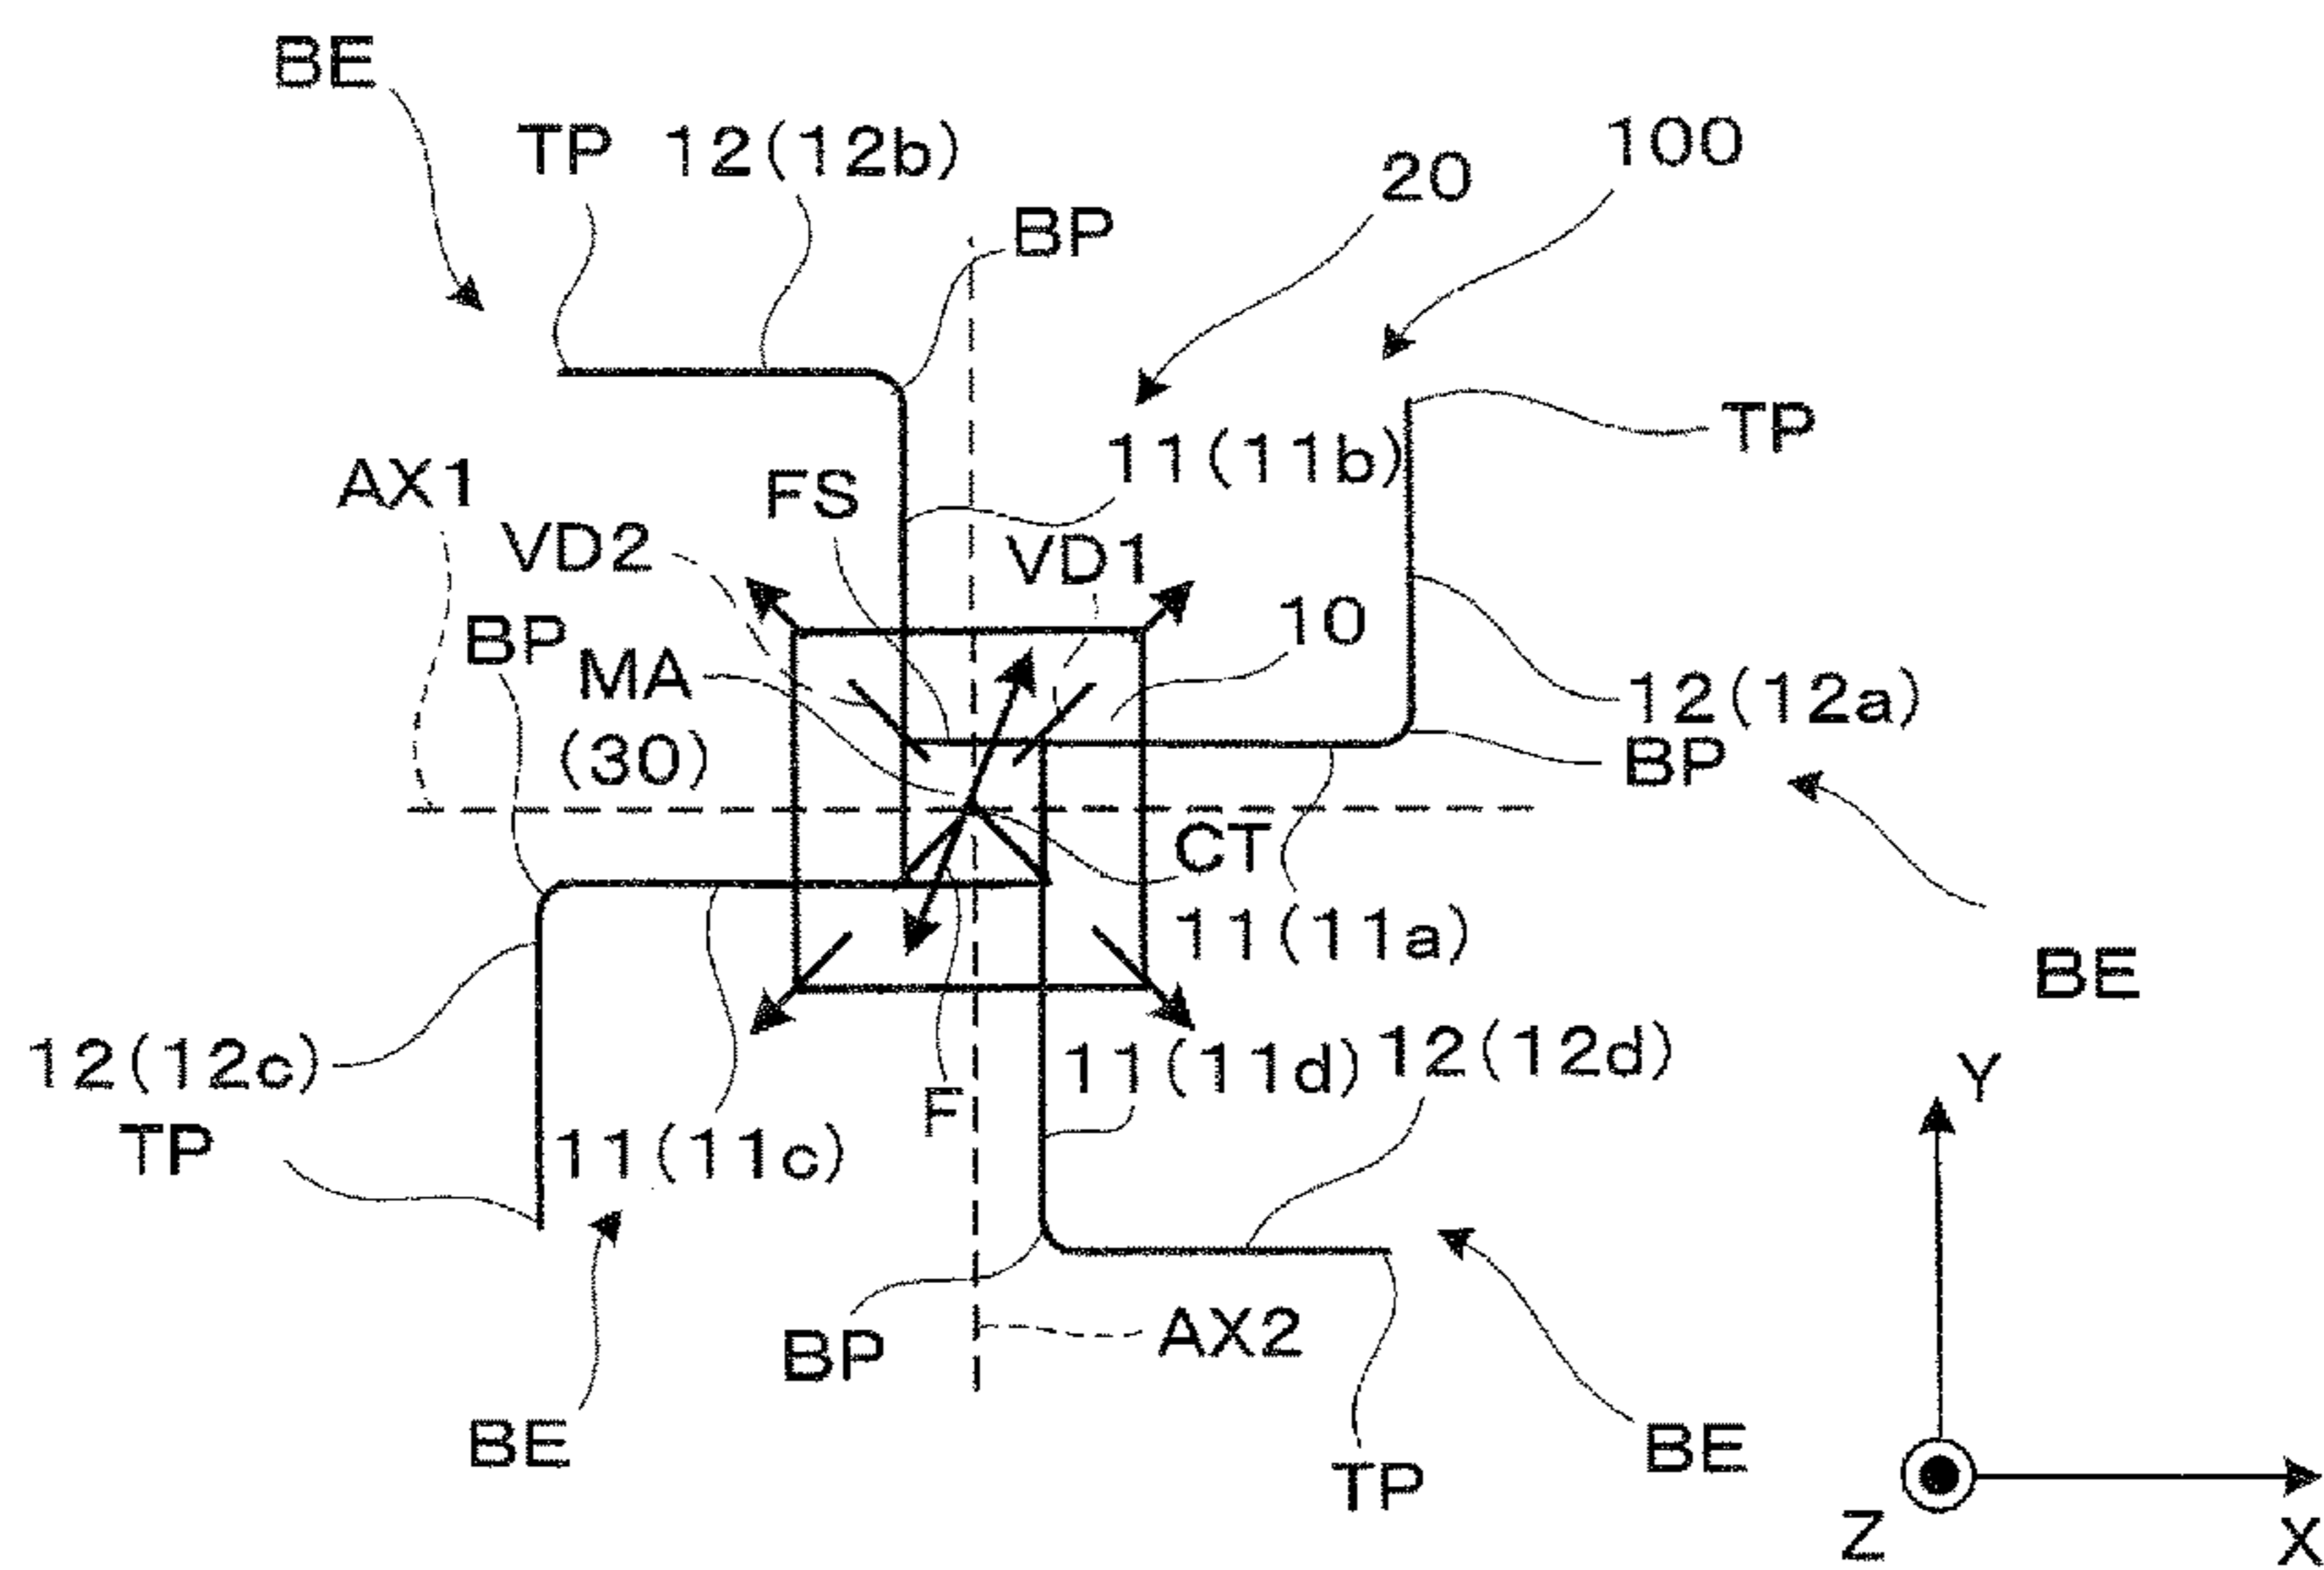 BE
TP 12(12b)
100
20
BP
TP
11(11b)
AX1
FS
VD2
VD1
10
BP
MA
(30)
12(12a)
BP
CT
11(11a)
BE
12(12c)
11(11d)
12(12d)
F
Y
TP
11(11c)
AX2
BP
BE
BE
TP
Z
X